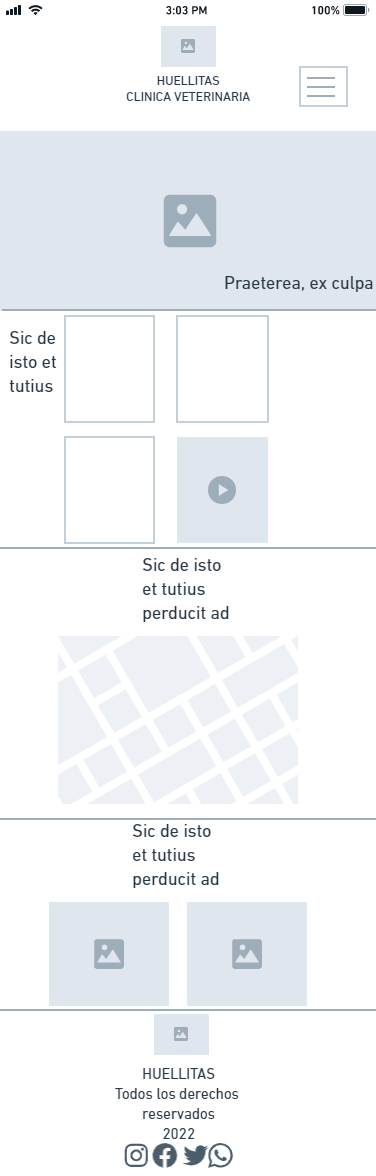 3:03 PM
100%
HUELLITAS
CLINICA VETERINARIA
Praeterea, ex culpa
Sic de
isto et
tutius
Sic de isto
et tutius
perducit ad
Sic de isto
et tutius
perducit ad
HUELLITAS
Todos los derechos
reservados
2022